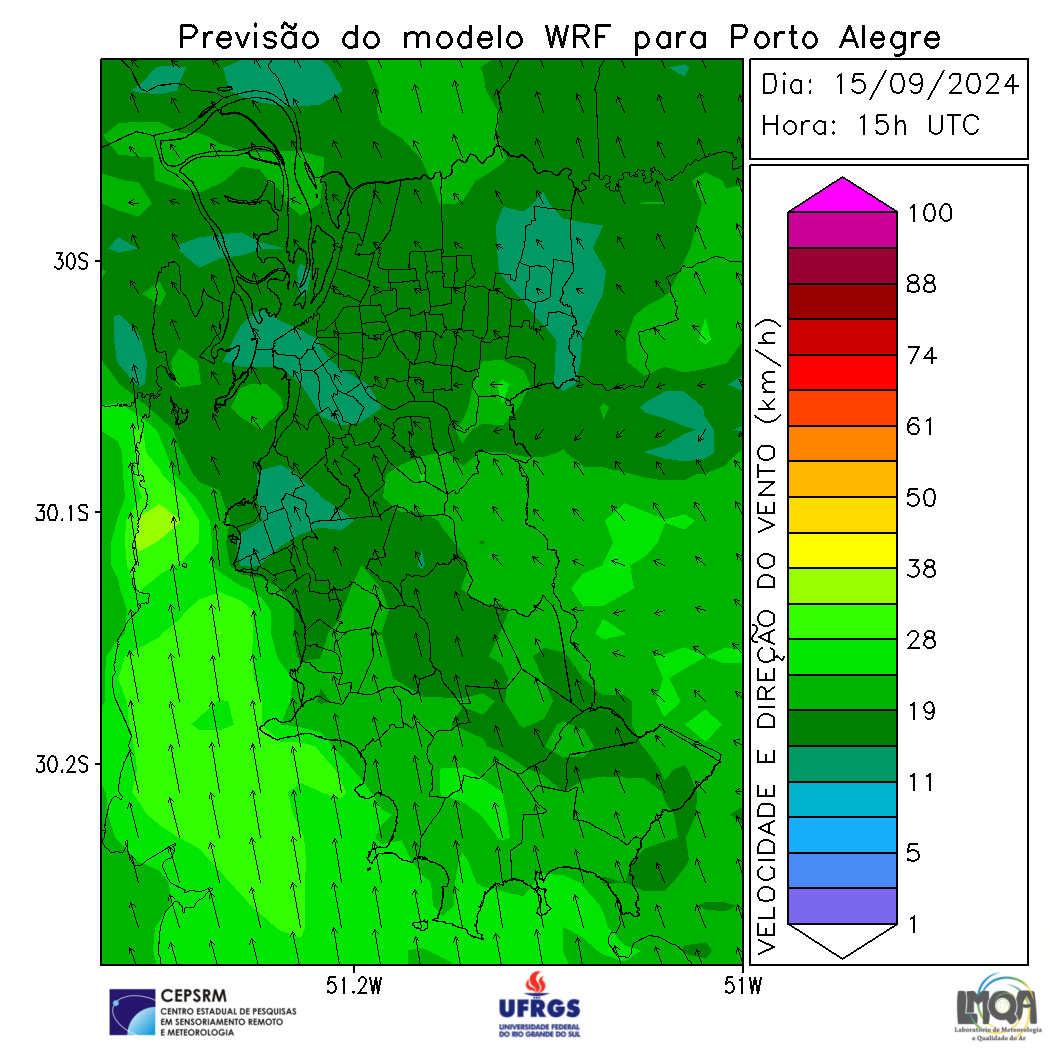 Previsão do modelo WRF para Porto Alegre
Dia: 15/09/2024
Hora: 15h UTC
30S
30.1S
30.2S
51.2W
51W
VELOCIDADE E DIREÇÃO DO VENTO (km/h)
100
88
74
61
50
38
28
19
11
5
1
CEPSRM
CENTRO ESTADUAL DE PESQUISAS
EM SENSORIAMENTO REMOTO
E METEOROLOGIA
UFRGS
UNIVERSIDADE FEDERAL
DO RIO GRANDE DO SUL
LMQA
Laboratório de Meteorologia
e Qualidade do Ar